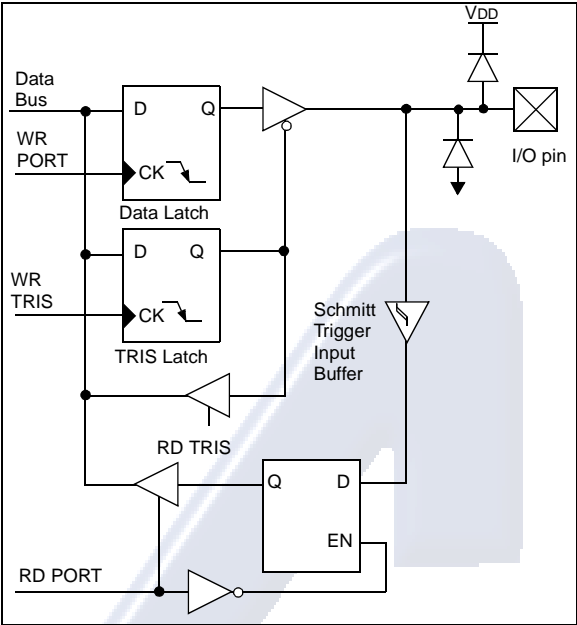 VDD
Data
Bus
D
Q
WR
PORT
CK
I/O pin
Data Latch
D
Q
WR
TRIS
CK
TRIS Latch
Schmitt
Trigger
Input
Buffer
RD TRIS
Q
D
EN
RD PORT